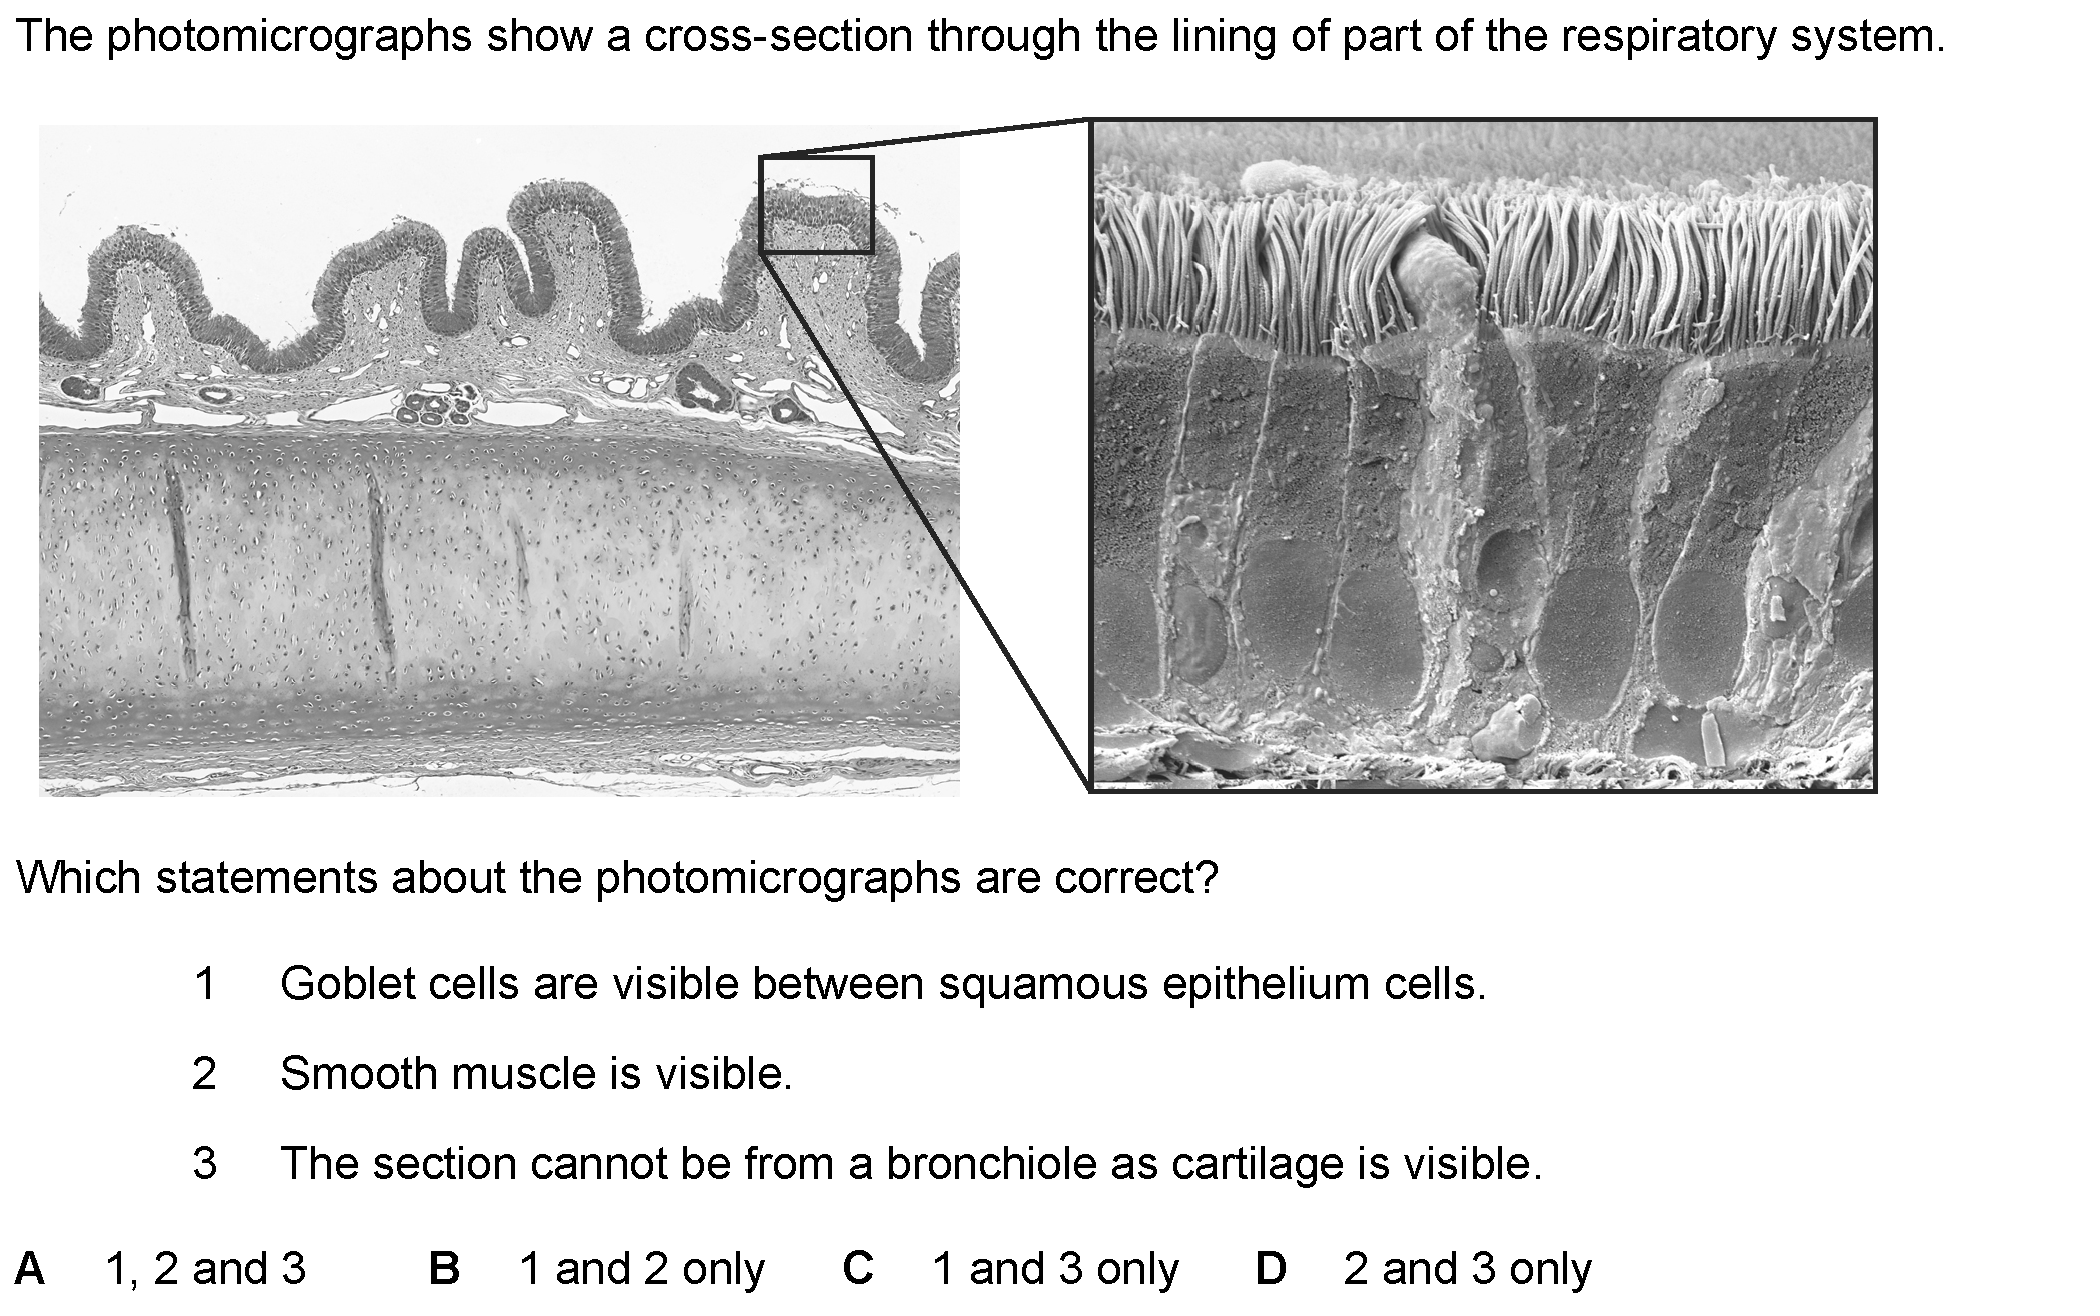 The photomicrographs show a cross-section through the lining of part of the respiratory system.
Which statements about the photomicrographs are correct?
1 Goblet cells are visible between squamous epithelium cells.
2 Smooth muscle is visible.
3 The section cannot be from a bronchiole as cartilage is visible.
A 1, 2 and 3 B 1 and 2 only C 1 and 3 only D 2 and 3 only